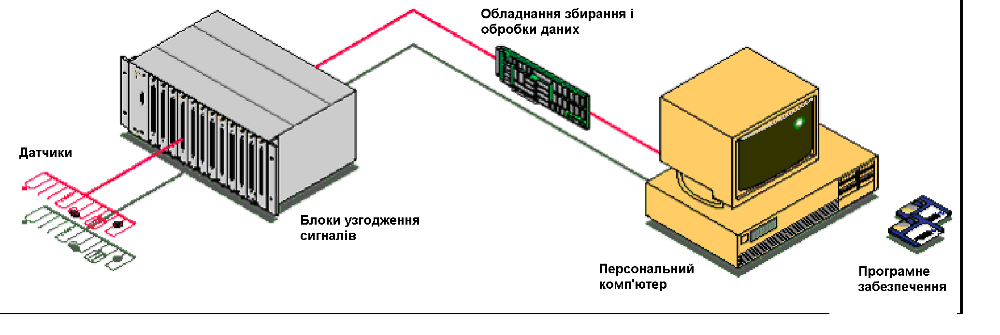 Обладнання збирання і
обробки даних
Датчики
Блоки узгодження
сигналів
Персональний
комп'ютер
Програмне
забезпечення